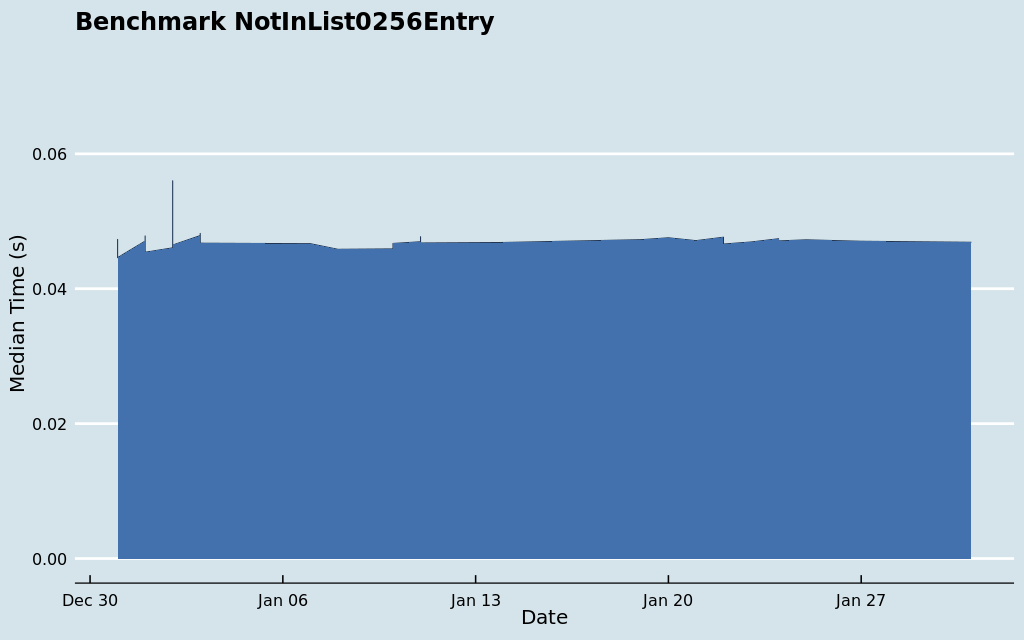 Benchmark NotInList0256Entry
Median Time (s)
0.06
0.04
0.02
0.00
Dec 30 Jan 06 Jan 13 Jan 20 Jan 27
Date